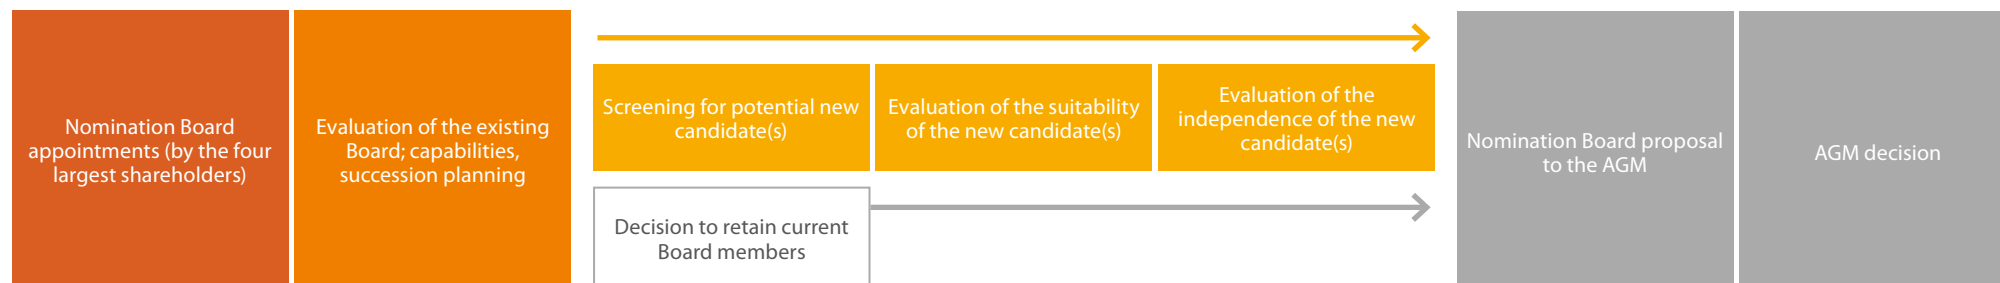 Nomination Board
appointments (by the four
largest shareholders)
Evaluation of the existing
Board; capabilities,
succession planning
Screening for potential new
candidate(s)
Evaluation of the suitability
of the new candidate(s)
Evaluation of the
independence of the new
candidate(s)
Decision to retain current
Board members
Nomination Board proposal
to the AGM
AGM decision